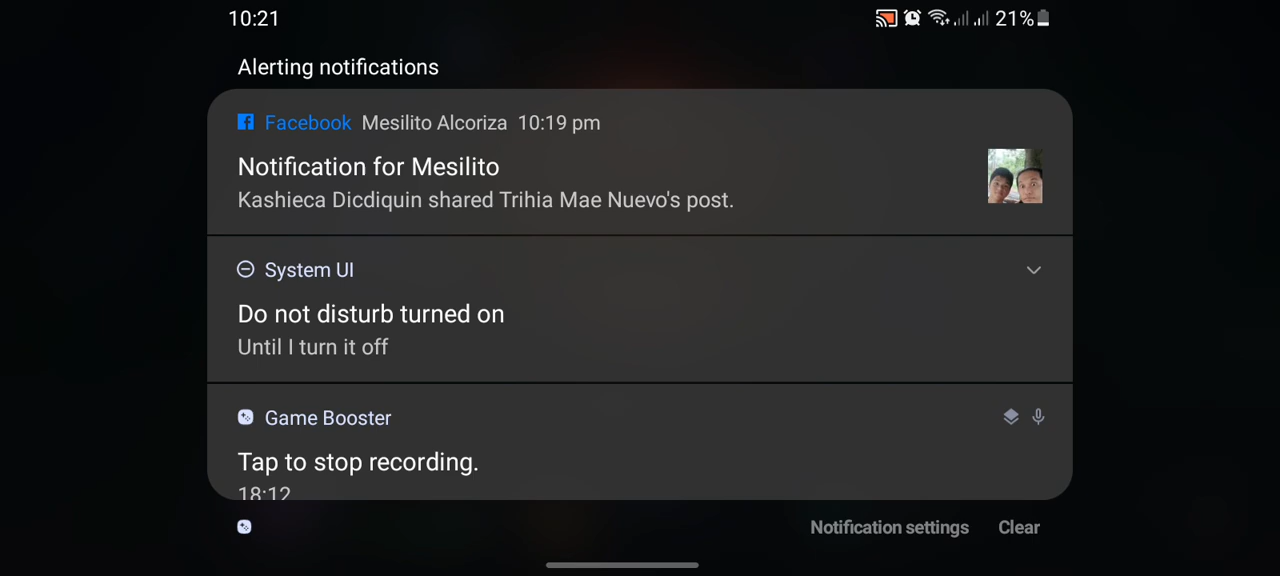 10:21
21%
Alerting notifications
Facebook Mesilito Alcoriza 10:19 pm
Notification for Mesilito
Kashieca Dicdiquin shared Trihia Mae Nuevo's post.
System UI
Do not disturb turned on
Until I turn it off
Game Booster
Tap to stop recording.
18:12
Notification settings Clear